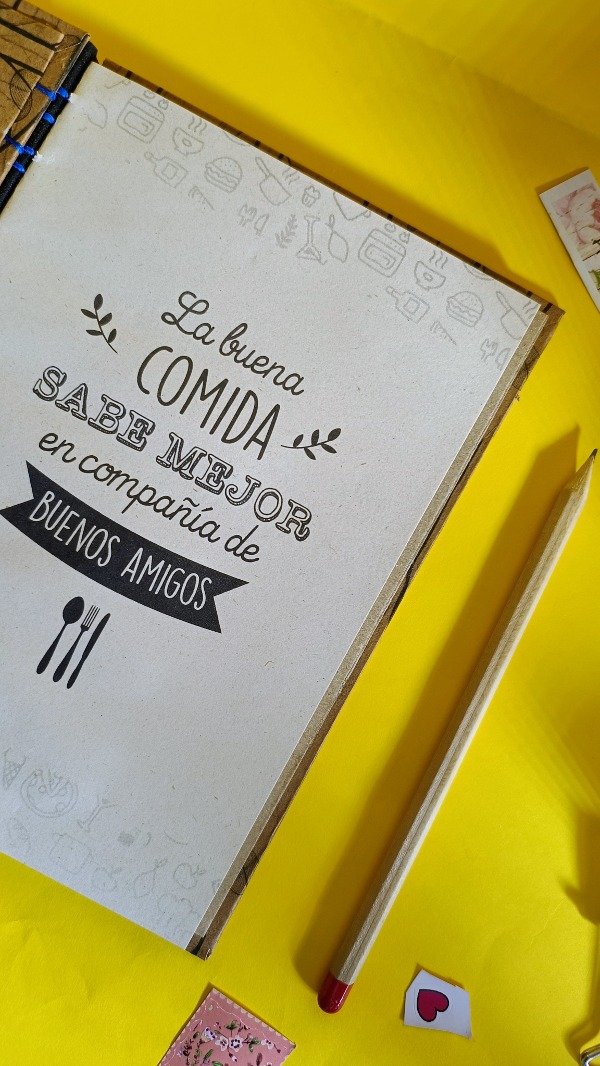 La buena
COMIDA
SABE MEJOR
en compañía de
BUENOS AMIGOS